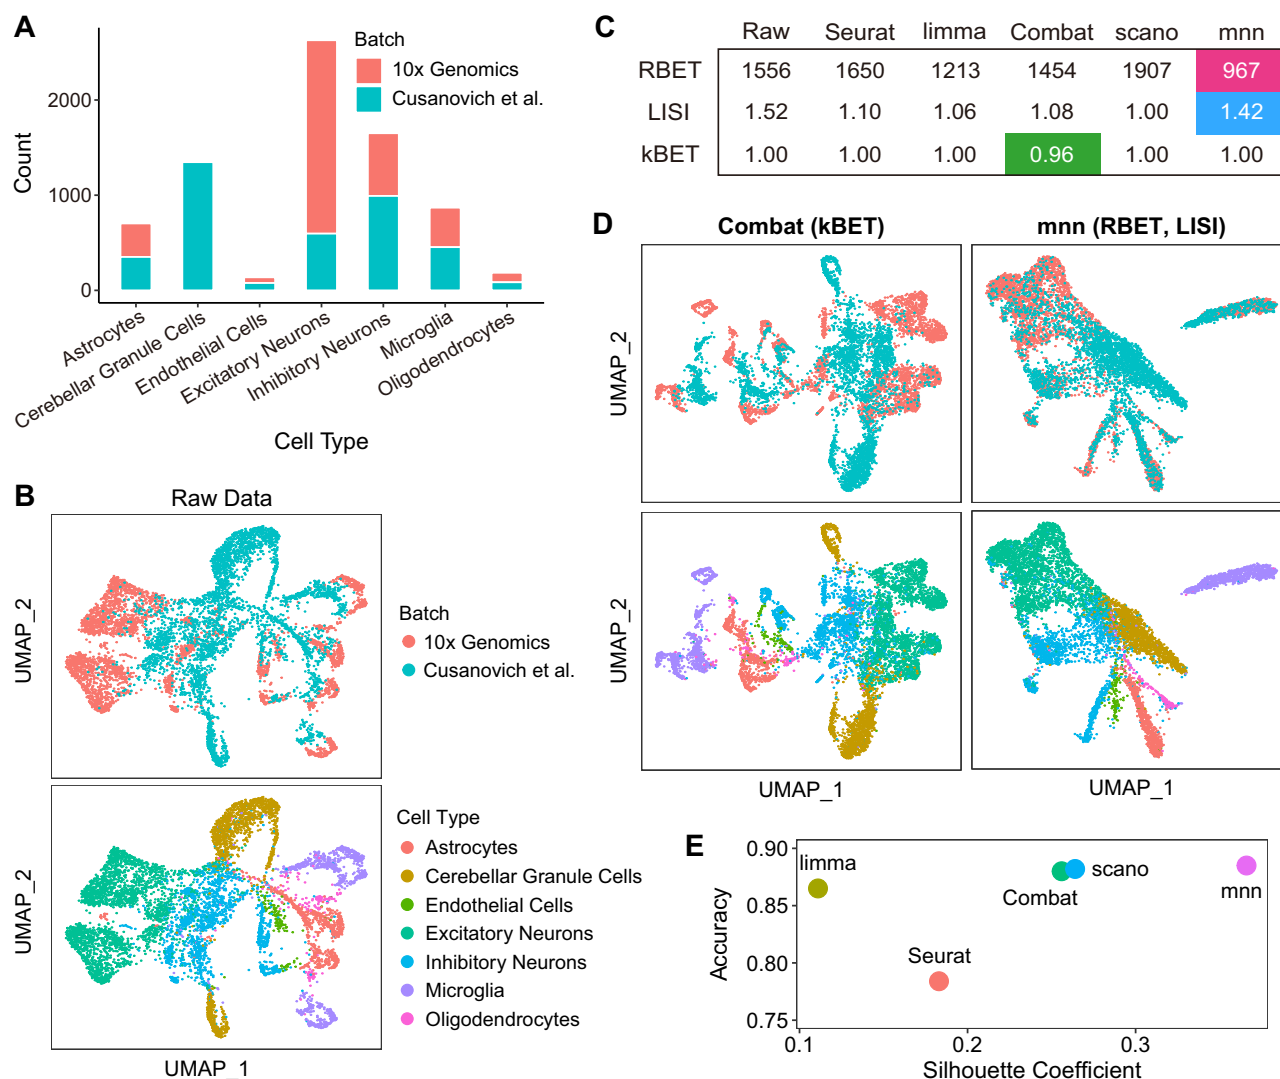 A
Batch
10x Genomics
Cusanovich et al.
Count
2000
1000
0
Astrocytes
Cerebellar Granule Cells
Endothelial Cells
Excitatory Neurons
Inhibitory Neurons
Microglia
Oligodendrocytes
Cell Type
B
Raw Data
UMAP_2
Batch
10x Genomics
Cusanovich et al.
UMAP_2
UMAP_1
Cell Type
Astrocytes
Cerebellar Granule Cells
Endothelial Cells
Excitatory Neurons
Inhibitory Neurons
Microglia
Oligodendrocytes
C
Raw Seurat limma Combat scano mnn
RBET 1556 1650 1213 1454 1907 967
LISI 1.52 1.10 1.06 1.08 1.00 1.42
kBET 1.00 1.00 1.00 0.96 1.00 1.00
D
Combat (kBET) mnn (RBET, LISI)
UMAP_2
UMAP_2
UMAP_1 UMAP_1
E
Accuracy
0.90
0.85
0.80
0.75
limma
Seurat
Combat
scano
mnn
0.1 0.2 0.3
Silhouette Coefficient